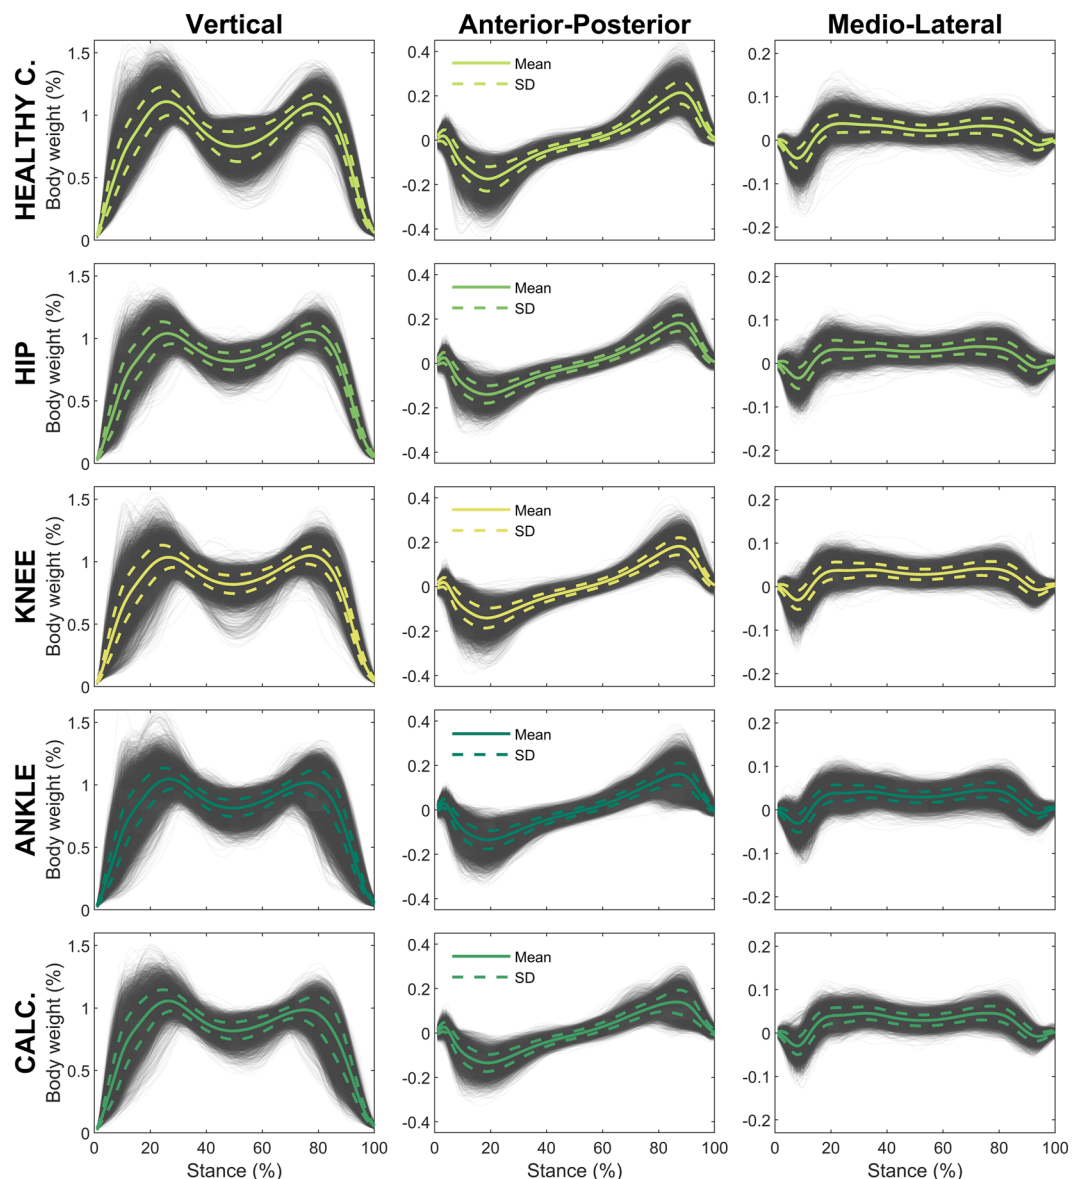 Vertical
Anterior-Posterior
Medio-Lateral
HEALTHY C.
Body weight (%)
1.5
1
0.5
0
0.4
0.2
0
-0.2
-0.4
Mean
SD
0.2
0.1
0
-0.1
-0.2
HIP
Body weight (%)
1.5
1
0.5
0
0.4
0.2
0
-0.2
-0.4
Mean
SD
0.2
0.1
0
-0.1
-0.2
KNEE
Body weight (%)
1.5
1
0.5
0
0.4
0.2
0
-0.2
-0.4
Mean
SD
0.2
0.1
0
-0.1
-0.2
ANKLE
Body weight (%)
1.5
1
0.5
0
0.4
0.2
0
-0.2
-0.4
Mean
SD
0.2
0.1
0
-0.1
-0.2
CALC.
Body weight (%)
1.5
1
0.5
0
0.4
0.2
0
-0.2
-0.4
Mean
SD
0.2
0.1
0
-0.1
-0.2
0 20 40 60 80 100
Stance (%)
0 20 40 60 80 100
Stance (%)
0 20 40 60 80 100
Stance (%)